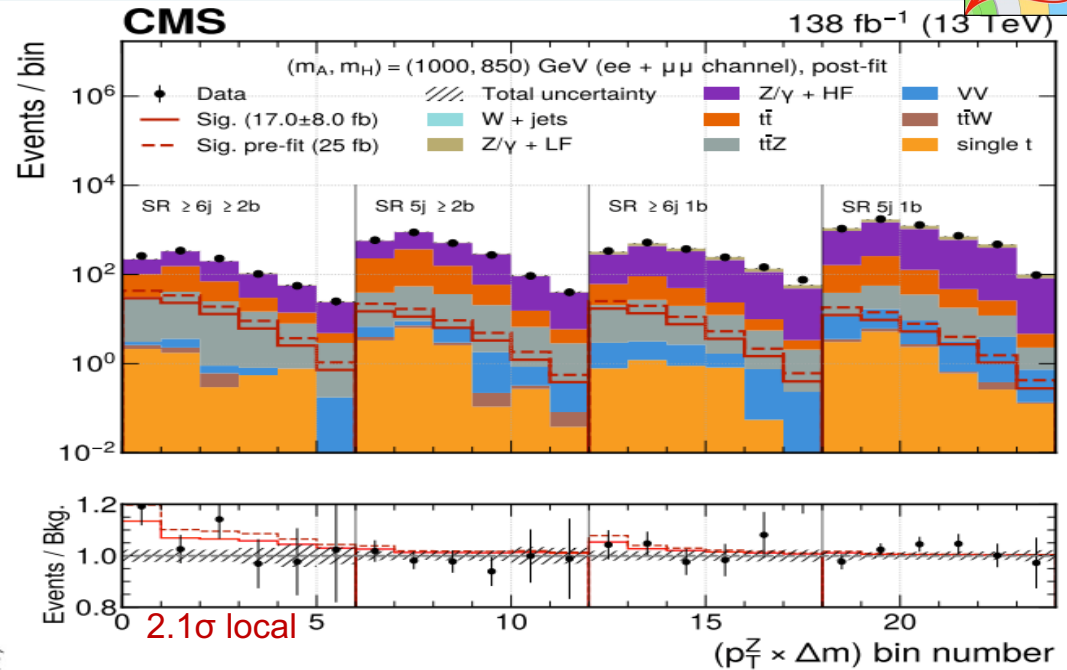 CMS 138 fb⁻¹ (13 TeV)
(m_A, m_H) = (1000, 850) GeV (ee + μμ channel), post-fit
Data
Sig. (17.0±8.0 fb)
Sig. pre-fit (25 fb)
Total uncertainty
W + jets
Z/γ + LF
Z/γ + HF
tt̄
tt̄Z
VV
tt̄W
single t
Events / bin
10⁶
10⁴
10²
10⁰
10⁻²
SR ≥ 6j ≥ 2b
SR 5j ≥ 2b
SR ≥ 6j 1b
SR 5j 1b
Events / Bkg.
1.2
1.0
0.8
0 5 10 15 20
2.1σ local
(p_T^Z × Δm) bin number